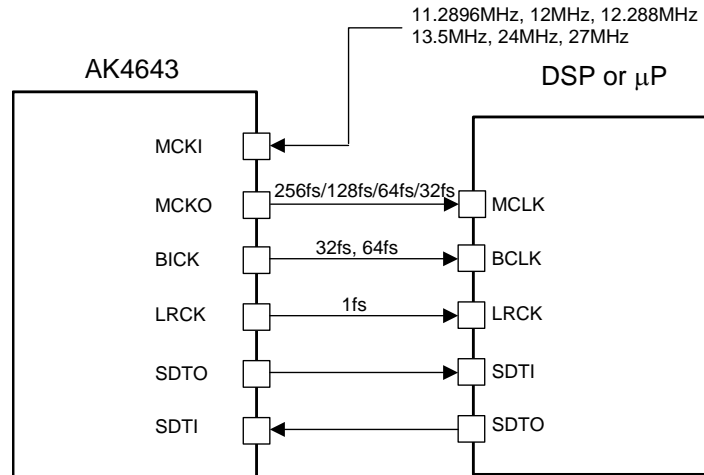 11.2896MHz, 12MHz, 12.288MHz
13.5MHz, 24MHz, 27MHz
AK4643
DSP or μP
MCKI
MCKO
256fs/128fs/64fs/32fs
MCLK
BICK
32fs, 64fs
BCLK
LRCK
1fs
LRCK
SDTO
SDTI
SDTI
SDTO